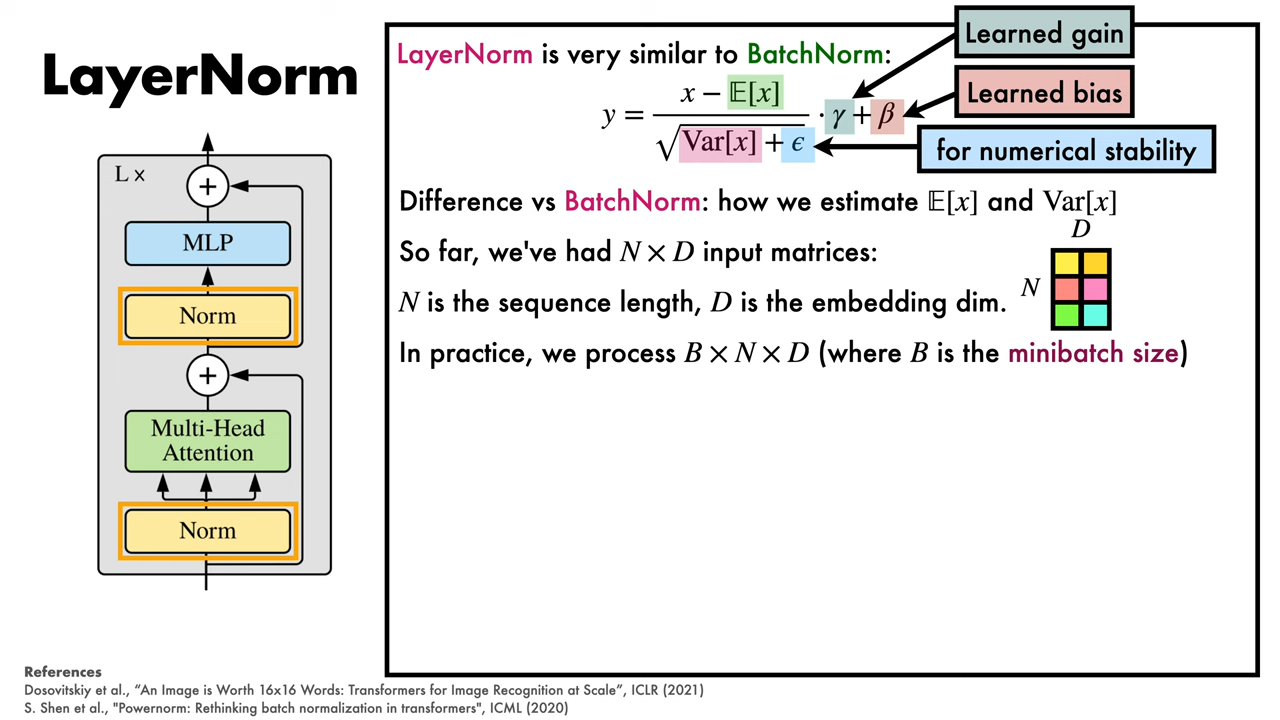 LayerNorm
L ×
+
MLP
Norm
+
Multi-Head
Attention
Norm
LayerNorm is very similar to BatchNorm:
y = (x − 𝔼[x]) / √(Var[x] + ϵ) · γ + β
Learned gain
Learned bias
for numerical stability
Difference vs BatchNorm: how we estimate 𝔼[x] and Var[x]
So far, we've had N × D input matrices:
N is the sequence length, D is the embedding dim.
D
N
In practice, we process B × N × D (where B is the minibatch size)
References
Dosovitskiy et al., “An Image is Worth 16x16 Words: Transformers for Image Recognition at Scale”, ICLR (2021)
S. Shen et al., "Powernorm: Rethinking batch normalization in transformers", ICML (2020)